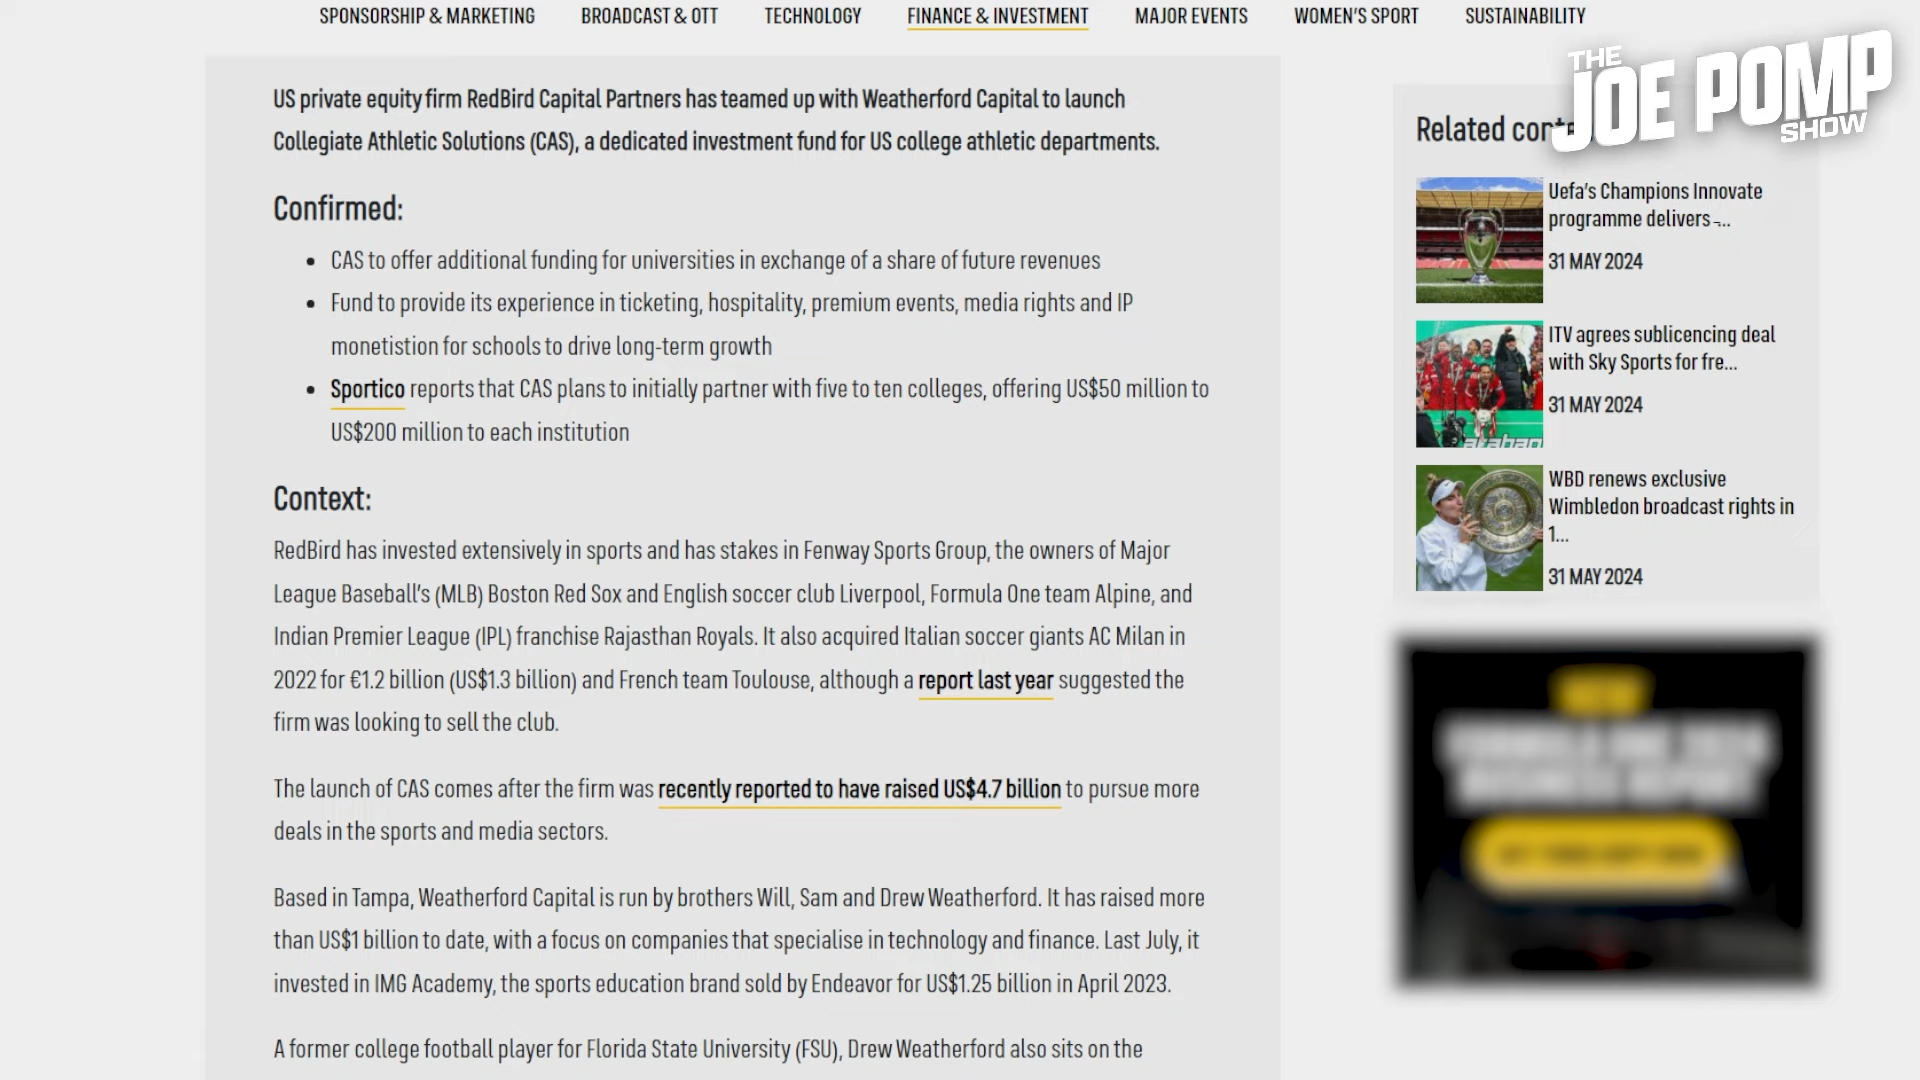 SPONSORSHIP & MARKETING BROADCAST & OTT TECHNOLOGY FINANCE & INVESTMENT MAJOR EVENTS WOMEN'S SPORT SUSTAINABILITY
THE
JOE POMP
SHOW
US private equity firm RedBird Capital Partners has teamed up with Weatherford Capital to launch
Collegiate Athletic Solutions (CAS), a dedicated investment fund for US college athletic departments.
Confirmed:
• CAS to offer additional funding for universities in exchange of a share of future revenues
• Fund to provide its experience in ticketing, hospitality, premium events, media rights and IP
monetistion for schools to drive long-term growth
• Sportico reports that CAS plans to initially partner with five to ten colleges, offering US$50 million to
US$200 million to each institution
Context:
RedBird has invested extensively in sports and has stakes in Fenway Sports Group, the owners of Major
League Baseball's (MLB) Boston Red Sox and English soccer club Liverpool, Formula One team Alpine, and
Indian Premier League (IPL) franchise Rajasthan Royals. It also acquired Italian soccer giants AC Milan in
2022 for €1.2 billion (US$1.3 billion) and French team Toulouse, although a report last year suggested the
firm was looking to sell the club.
The launch of CAS comes after the firm was recently reported to have raised US$4.7 billion to pursue more
deals in the sports and media sectors.
Based in Tampa, Weatherford Capital is run by brothers Will, Sam and Drew Weatherford. It has raised more
than US$1 billion to date, with a focus on companies that specialise in technology and finance. Last July, it
invested in IMG Academy, the sports education brand sold by Endeavor for US$1.25 billion in April 2023.
A former college football player for Florida State University (FSU), Drew Weatherford also sits on the
Related
Uefa's Champions Innovate
programme delivers -...
31 MAY 2024
ITV agrees sublicencing deal
with Sky Sports for fre...
31 MAY 2024
WBD renews exclusive
Wimbledon broadcast rights in
1...
31 MAY 2024